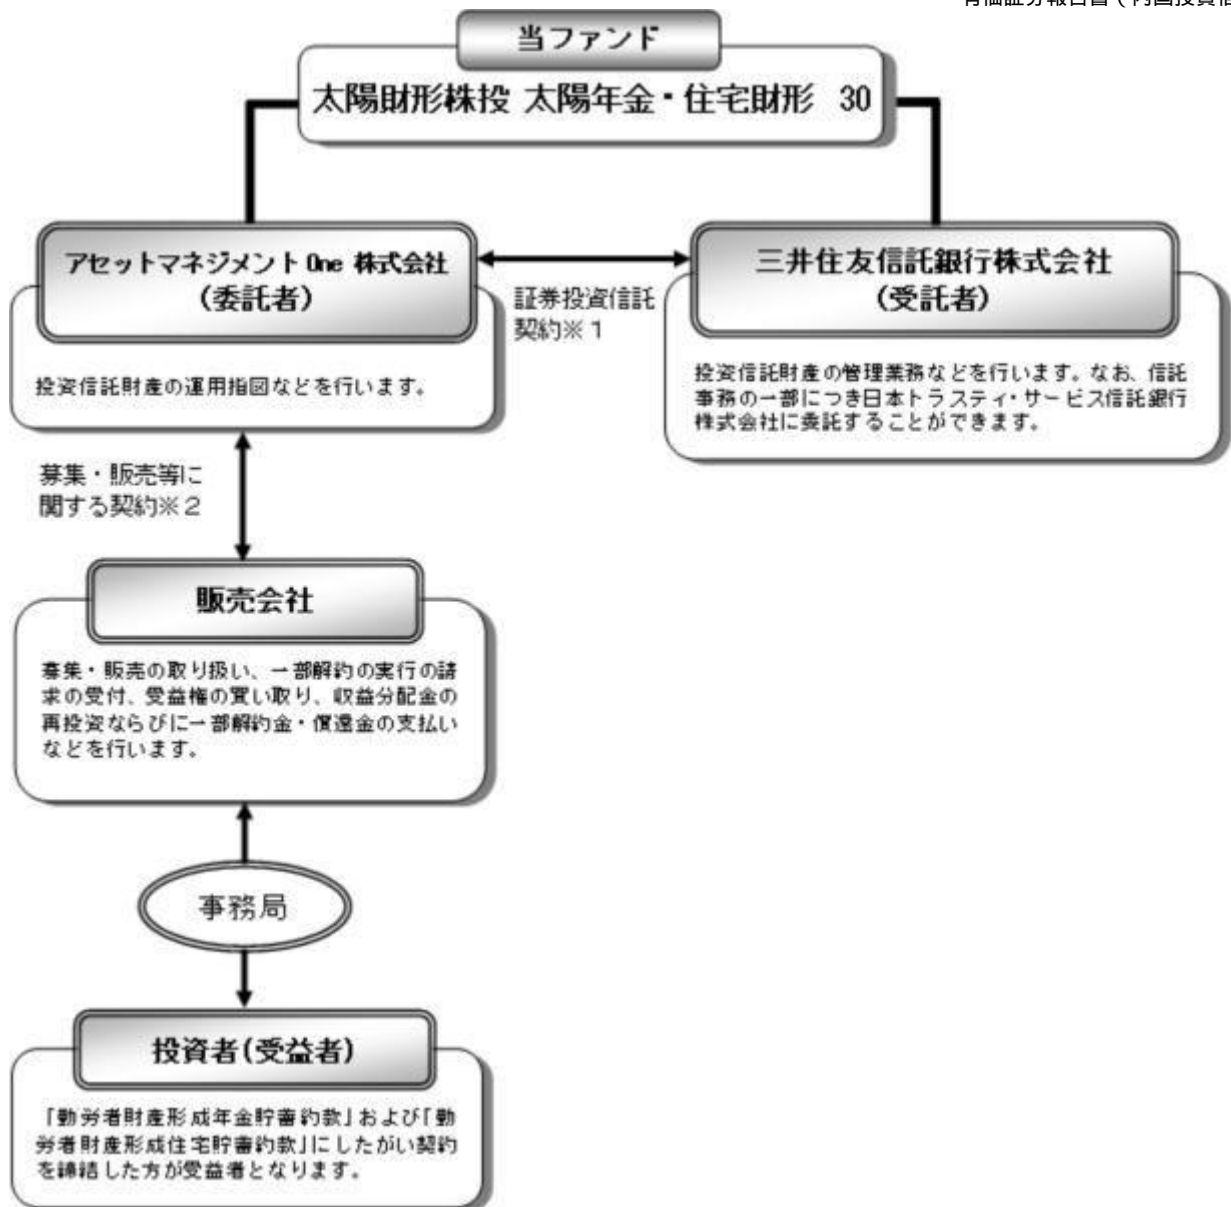 当ファンド
太陽財形株投 太陽年金・住宅財形 30
アセットマネジメントOne 株式会社
(委託者)
投資信託財産の運用指図などを行います。
証券投資信託
契約※1
三井住友信託銀行株式会社
(受託者)
投資信託財産の管理業務などを行います。なお、信託
事務の一部につき日本トラスティ・サービス信託銀行
株式会社に委託することができます。
募集・販売等に
関する契約※2
販売会社
募集・販売の取り扱い、一部解約の実行の請
求の受付、受益権の買い取り、収益分配金の
再投資ならびに一部解約金・償還金の支払い
などを行います。
事務局
投資者(受益者)
「勤労者財産形成年金貯蓄約款」および「勤
労者財産形成住宅貯蓄約款」にしたがい契約
を締結した方が受益者となります。